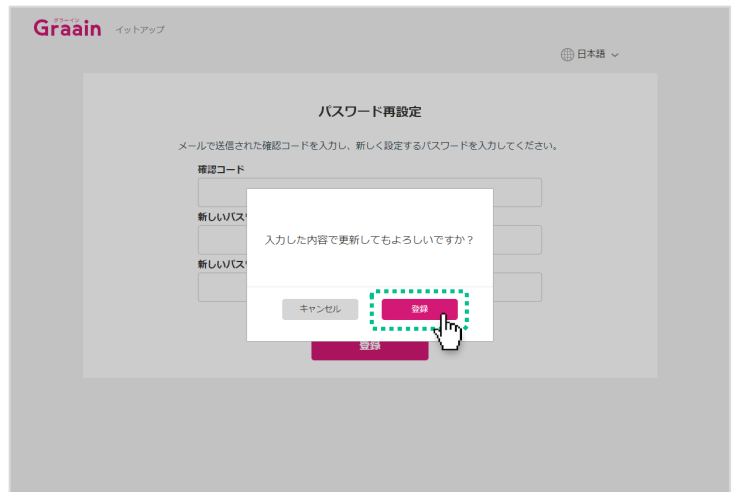 グラーイン
Graain イットアップ
日本語
パスワード再設定
メールで送信された確認コードを入力し、新しく設定するパスワードを入力してください。
確認コード
新しいパス
入力した内容で更新してもよろしいですか？
新しいパス
キャンセル 登録
登録